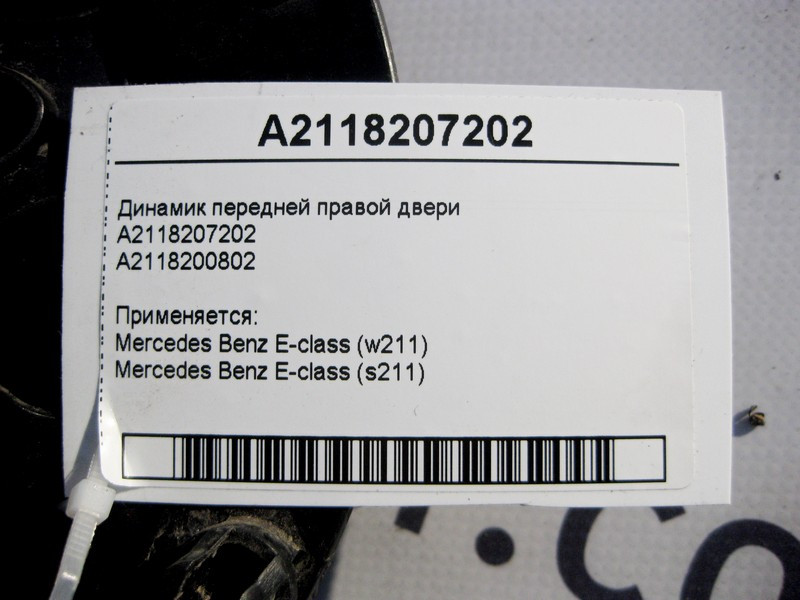 A2118207202
Динамик передней правой двери
A2118207202
A2118200802
Применяется:
Mercedes Benz E-class (w211)
Mercedes Benz E-class (s211)